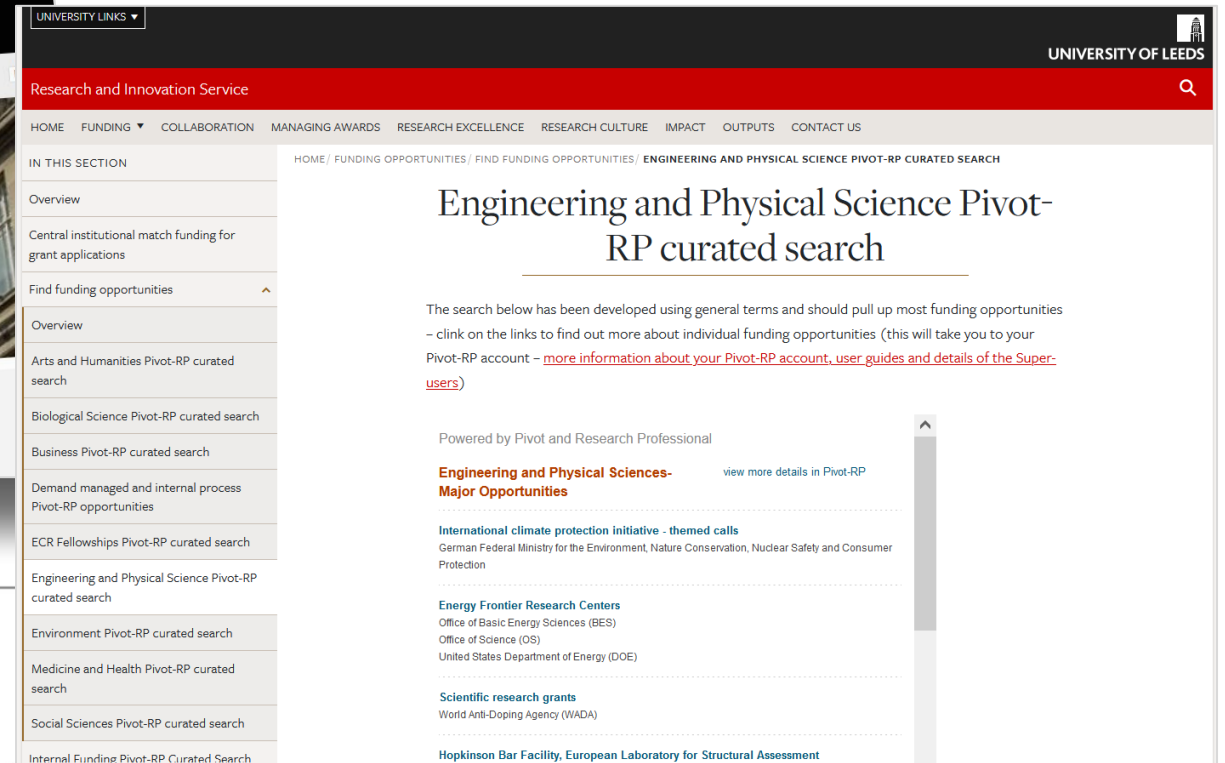 UNIVERSITY LINKS ▼
UNIVERSITY OF LEEDS
Research and Innovation Service
HOME FUNDING ▼ COLLABORATION MANAGING AWARDS RESEARCH EXCELLENCE RESEARCH CULTURE IMPACT OUTPUTS CONTACT US
IN THIS SECTION
Overview
Central institutional match funding for
grant applications
Find funding opportunities
Overview
Arts and Humanities Pivot-RP curated
search
Biological Science Pivot-RP curated search
Business Pivot-RP curated search
Demand managed and internal process
Pivot-RP opportunities
ECR Fellowships Pivot-RP curated search
Engineering and Physical Science Pivot-RP
curated search
Environment Pivot-RP curated search
Medicine and Health Pivot-RP curated
search
Social Sciences Pivot-RP curated search
Internal Funding Pivot-RP Curated Search
HOME/ FUNDING OPPORTUNITIES/ FIND FUNDING OPPORTUNITIES/ ENGINEERING AND PHYSICAL SCIENCE PIVOT-RP CURATED SEARCH
Engineering and Physical Science Pivot-
RP curated search
The search below has been developed using general terms and should pull up most funding opportunities
– clink on the links to find out more about individual funding opportunities (this will take you to your
Pivot-RP account – more information about your Pivot-RP account, user guides and details of the Super-
users)
Powered by Pivot and Research Professional
Engineering and Physical Sciences-
Major Opportunities
view more details in Pivot-RP
International climate protection initiative - themed calls
German Federal Ministry for the Environment, Nature Conservation, Nuclear Safety and Consumer
Protection
Energy Frontier Research Centers
Office of Basic Energy Sciences (BES)
Office of Science (OS)
United States Department of Energy (DOE)
Scientific research grants
World Anti-Doping Agency (WADA)
Hopkinson Bar Facility, European Laboratory for Structural Assessment